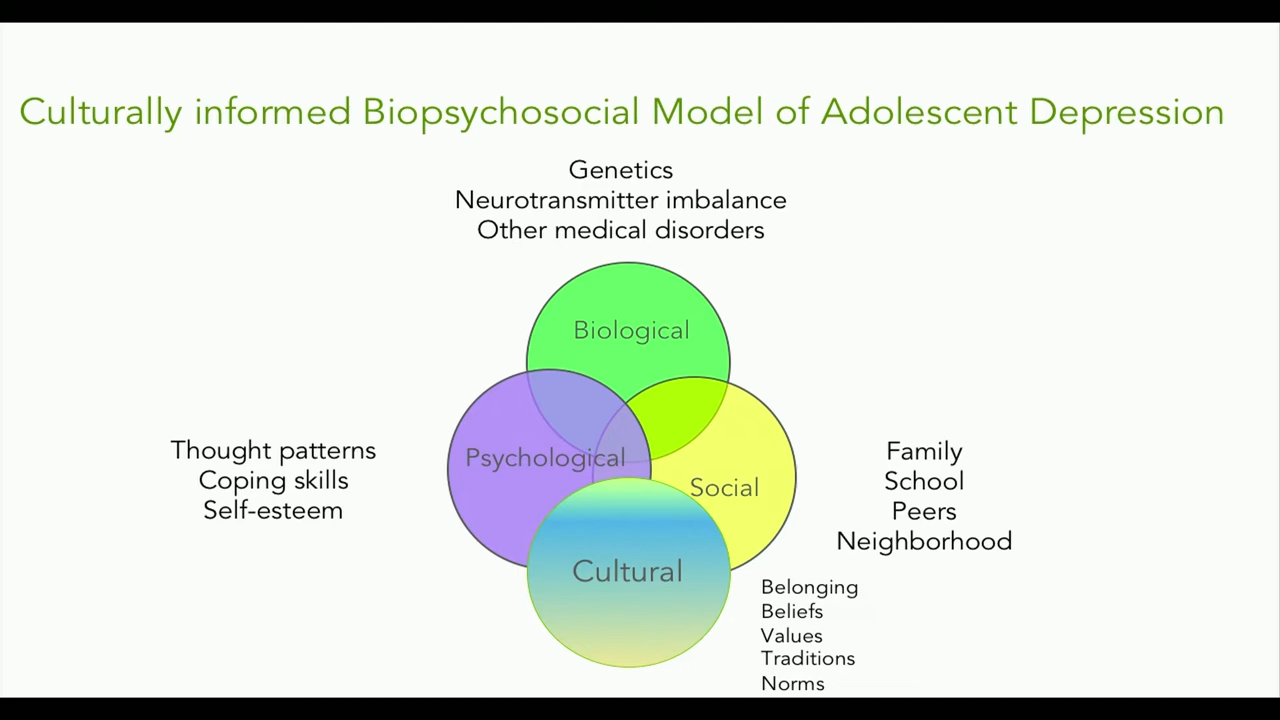 Culturally informed Biopsychosocial Model of Adolescent Depression
Genetics
Neurotransmitter imbalance
Other medical disorders
Biological
Thought patterns
Coping skills
Self-esteem
Psychological
Social
Family
School
Peers
Neighborhood
Cultural
Belonging
Beliefs
Values
Traditions
Norms